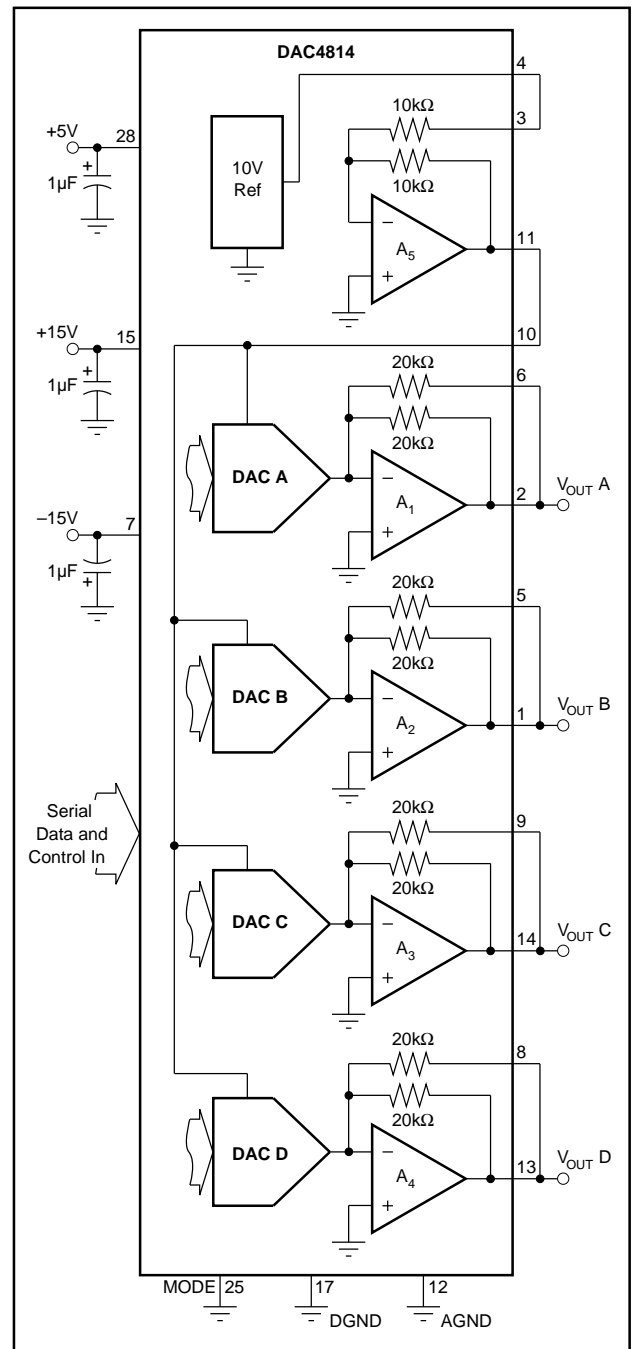 DAC4814
4
+5V
28
10kΩ
3
+
1µF
10V
Ref
10kΩ
−
A5
+
11
+15V
15
10
+
1µF
20kΩ
6
20kΩ
DAC A
−
A1
+
2
VOUT A
–15V
7
1µF
+
20kΩ
5
20kΩ
DAC B
−
A2
+
1
VOUT B
Serial
Data and
Control In
20kΩ
9
20kΩ
DAC C
−
A3
+
14
VOUT C
20kΩ
8
20kΩ
DAC D
−
A4
+
13
VOUT D
MODE 25
17
DGND
12
AGND